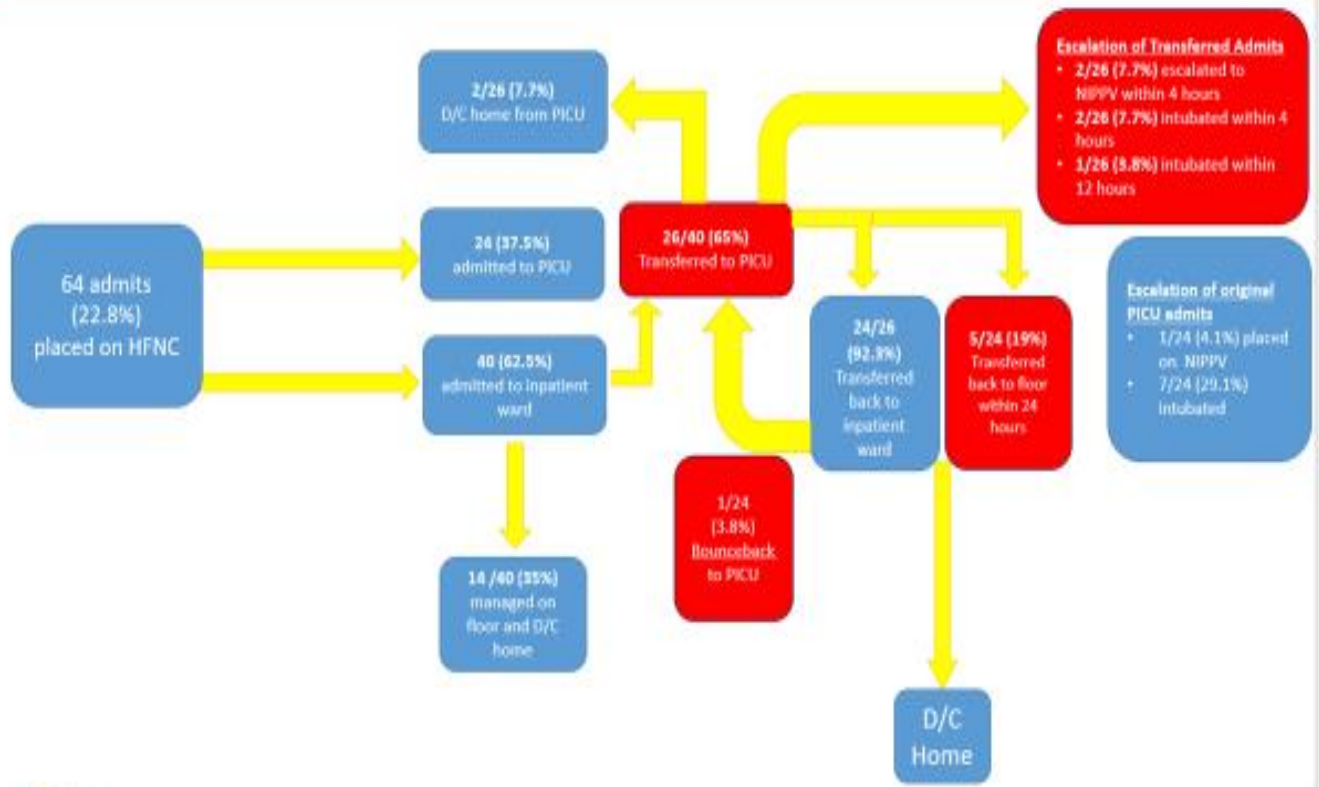 2/26 (7.7%)
D/C home from PICU
Escalation of Transferred Admits
• 2/26 (7.7%) escalated to
NIPPV within 4 hours
• 2/26 (7.7%) intubated within 4
hours
• 1/26 (3.8%) intubated within
12 hours
64 admits
(22.8%)
placed on HFNC
24 (37.5%)
admitted to PICU
26/40 (65%)
Transferred to PICU
40 (62.5%)
admitted to inpatient
ward
24/26
(92.3%)
Transferred
back to
inpatient
ward
5/24 (19%)
Transferred
back to floor
within 24
hours
Escalation of original
PICU admits
• 1/24 (4.1%) placed
on NIPPV
• 7/24 (29.1%)
intubated
1/24
(3.8%)
Bounceback
to PICU
14 /40 (35%)
managed on
floor and D/C
home
D/C
Home